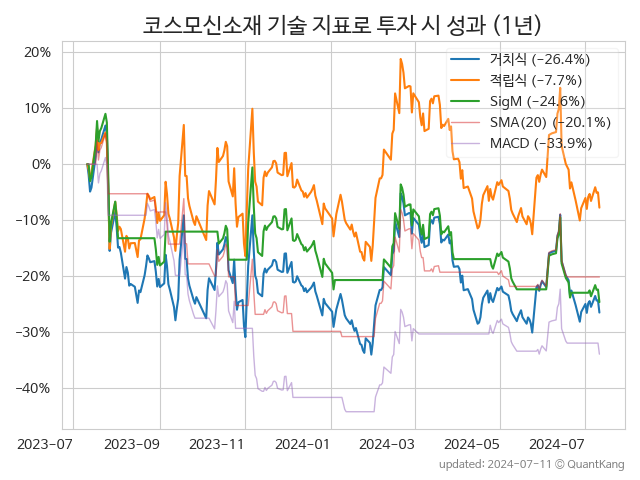 코스모신소재 기술 지표로 투자 시 성과 (1년)
20%
10%
0%
−10%
−20%
−30%
−40%
거치식 (−26.4%)
적립식 (−7.7%)
SigM (−24.6%)
SMA(20) (−20.1%)
MACD (−33.9%)
2023-07
2023-09
2023-11
2024-01
2024-03
2024-05
2024-07
updated: 2024-07-11 © QuantKang